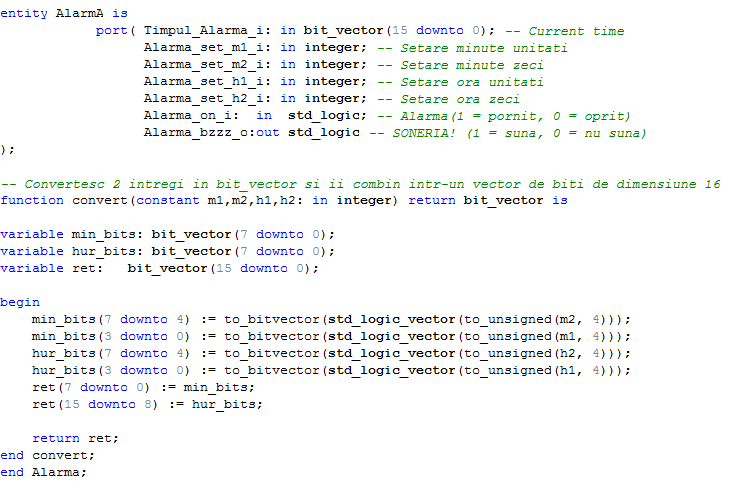 entity AlarmA is
port( Timpul_Alarma_i: in bit_vector(15 downto 0); -- Current time
Alarma_set_m1_i: in integer; -- Setare minute unitati
Alarma_set_m2_i: in integer; -- Setare minute zeci
Alarma_set_h1_i: in integer; -- Setare ora unitati
Alarma_set_h2_i: in integer; -- Setare ora zeci
Alarma_on_i: in std_logic; -- Alarma(1 = pornit, 0 = oprit)
Alarma_bzzz_o:out std_logic -- SONERIA! (1 = suna, 0 = nu suna)
);
-- Convertesc 2 intregi in bit_vector si ii combin intr-un vector de biti de dimensiune 16
function convert(constant m1,m2,h1,h2: in integer) return bit_vector is
variable min_bits: bit_vector(7 downto 0);
variable hur_bits: bit_vector(7 downto 0);
variable ret: bit_vector(15 downto 0);
begin
min_bits(7 downto 4) := to_bitvector(std_logic_vector(to_unsigned(m2, 4)));
min_bits(3 downto 0) := to_bitvector(std_logic_vector(to_unsigned(m1, 4)));
hur_bits(7 downto 4) := to_bitvector(std_logic_vector(to_unsigned(h2, 4)));
hur_bits(3 downto 0) := to_bitvector(std_logic_vector(to_unsigned(h1, 4)));
ret(7 downto 0) := min_bits;
ret(15 downto 8) := hur_bits;
return ret;
end convert;
end Alarma;